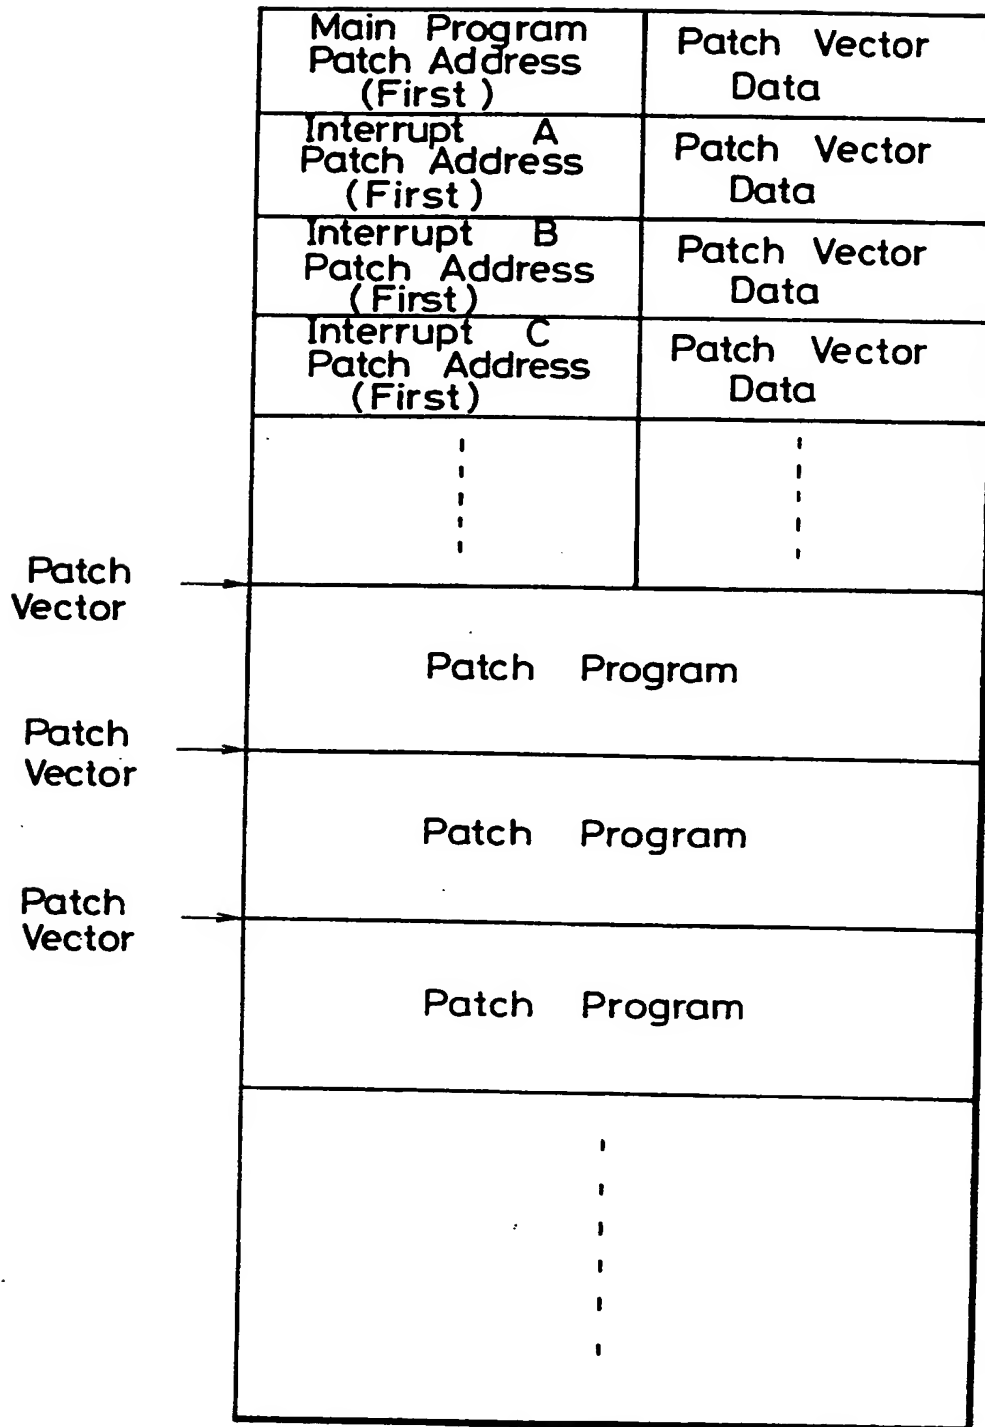 Main Program
Patch Address
(First)
Patch Vector
Data
Interrupt A
Patch Address
(First)
Patch Vector
Data
Interrupt B
Patch Address
(First)
Patch Vector
Data
Interrupt C
Patch Address
(First)
Patch Vector
Data
Patch
Vector
Patch Program
Patch
Vector
Patch Program
Patch
Vector
Patch Program